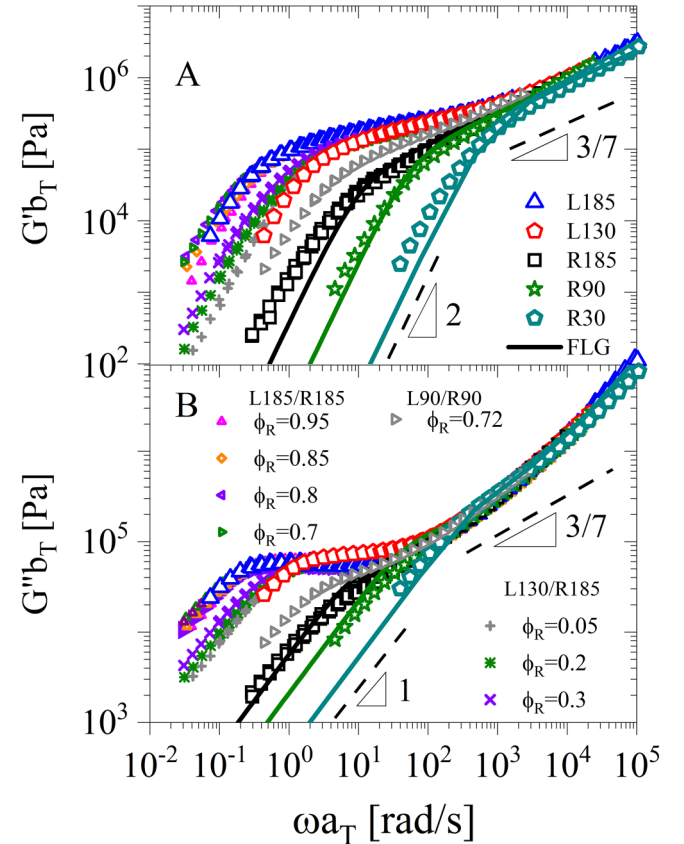 A
G'b_T [Pa]
10^6
10^4
10^2
3/7
2
L185
L130
R185
R90
R30
FLG
B
G''b_T [Pa]
10^5
10^3
L185/R185
ϕ_R=0.95
ϕ_R=0.85
ϕ_R=0.8
ϕ_R=0.7
L90/R90
ϕ_R=0.72
3/7
1
L130/R185
ϕ_R=0.05
ϕ_R=0.2
ϕ_R=0.3
10^-2 10^-1 10^0 10^1 10^2 10^3 10^4 10^5
ωa_T [rad/s]